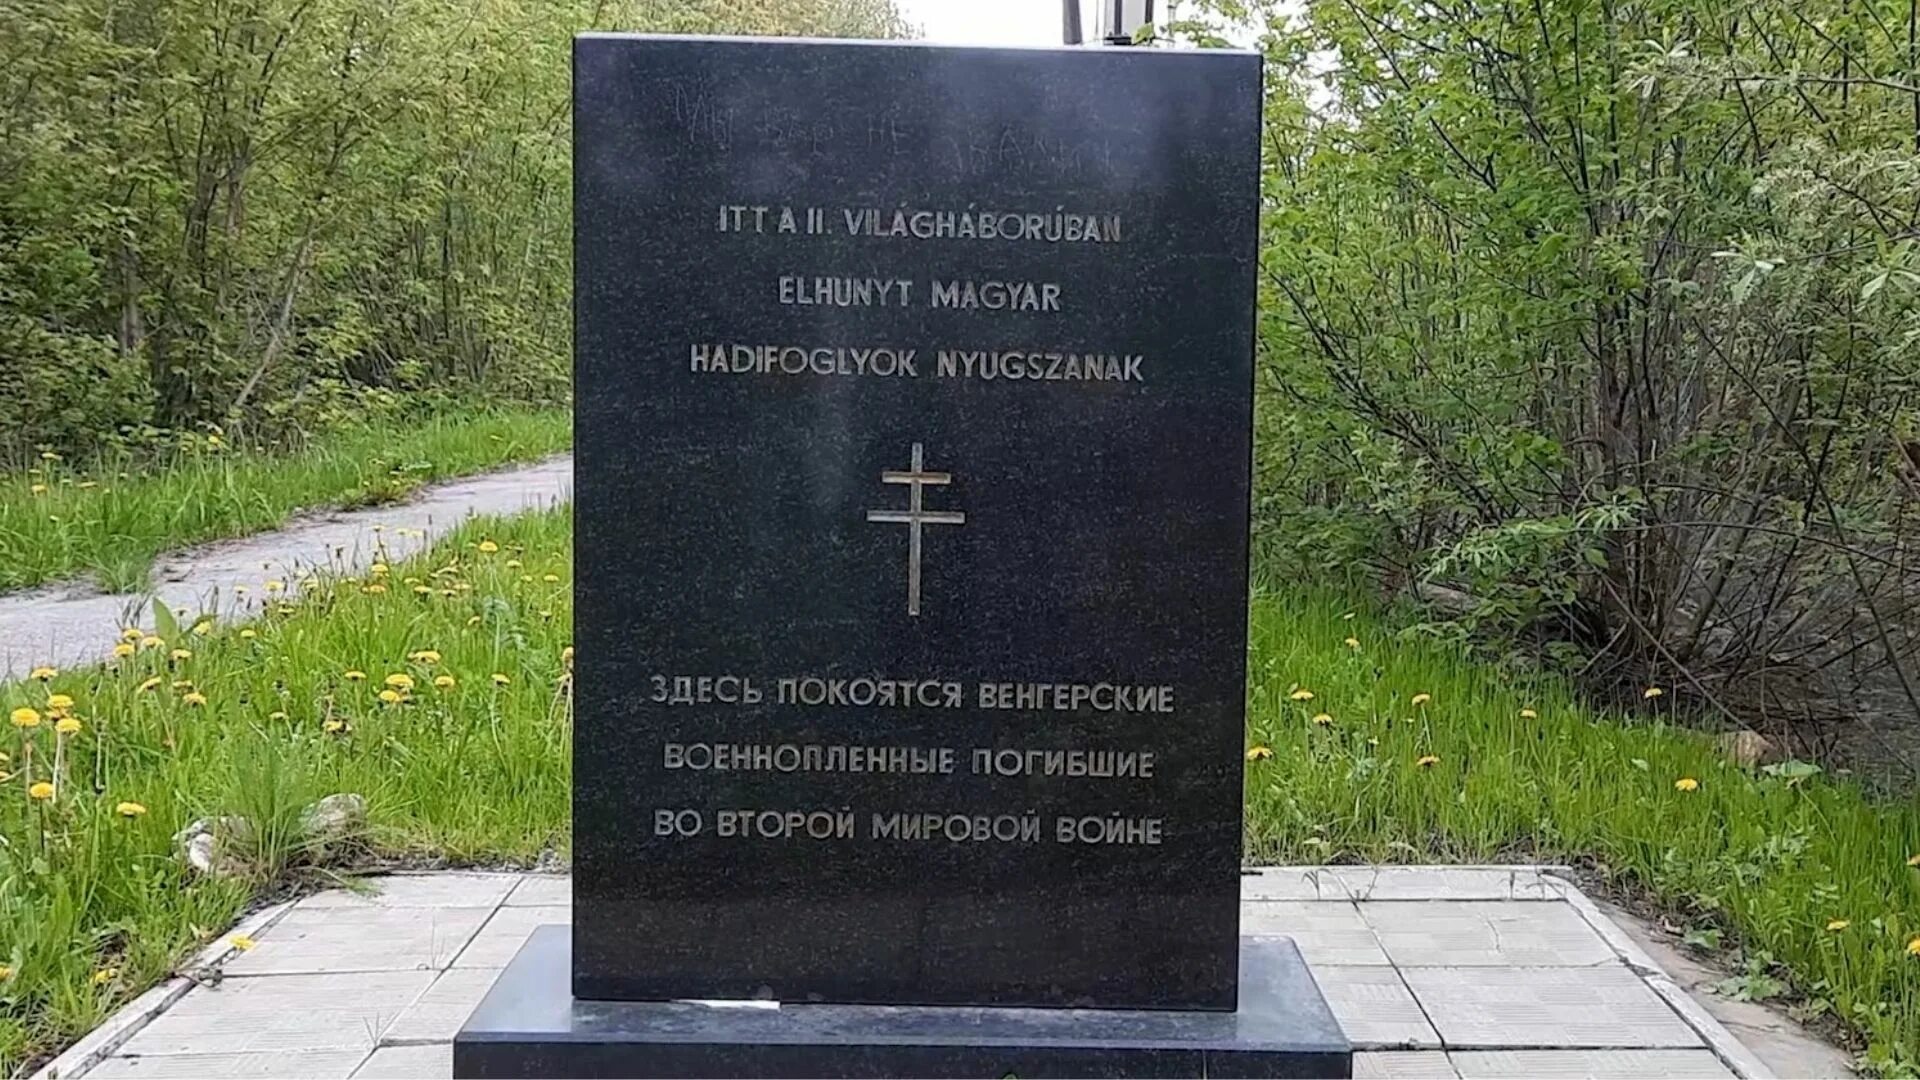 ITT A II. VILÁGHÁBORÚBAN
ELHUNYT MAGYAR
HADIFOGLYOK NYUGSZANAK
ЗДЕСЬ ПОКОЯТСЯ ВЕНГЕРСКИЕ
ВОЕННОПЛЕННЫЕ ПОГИБШИЕ
ВО ВТОРОЙ МИРОВОЙ ВОЙНЕ